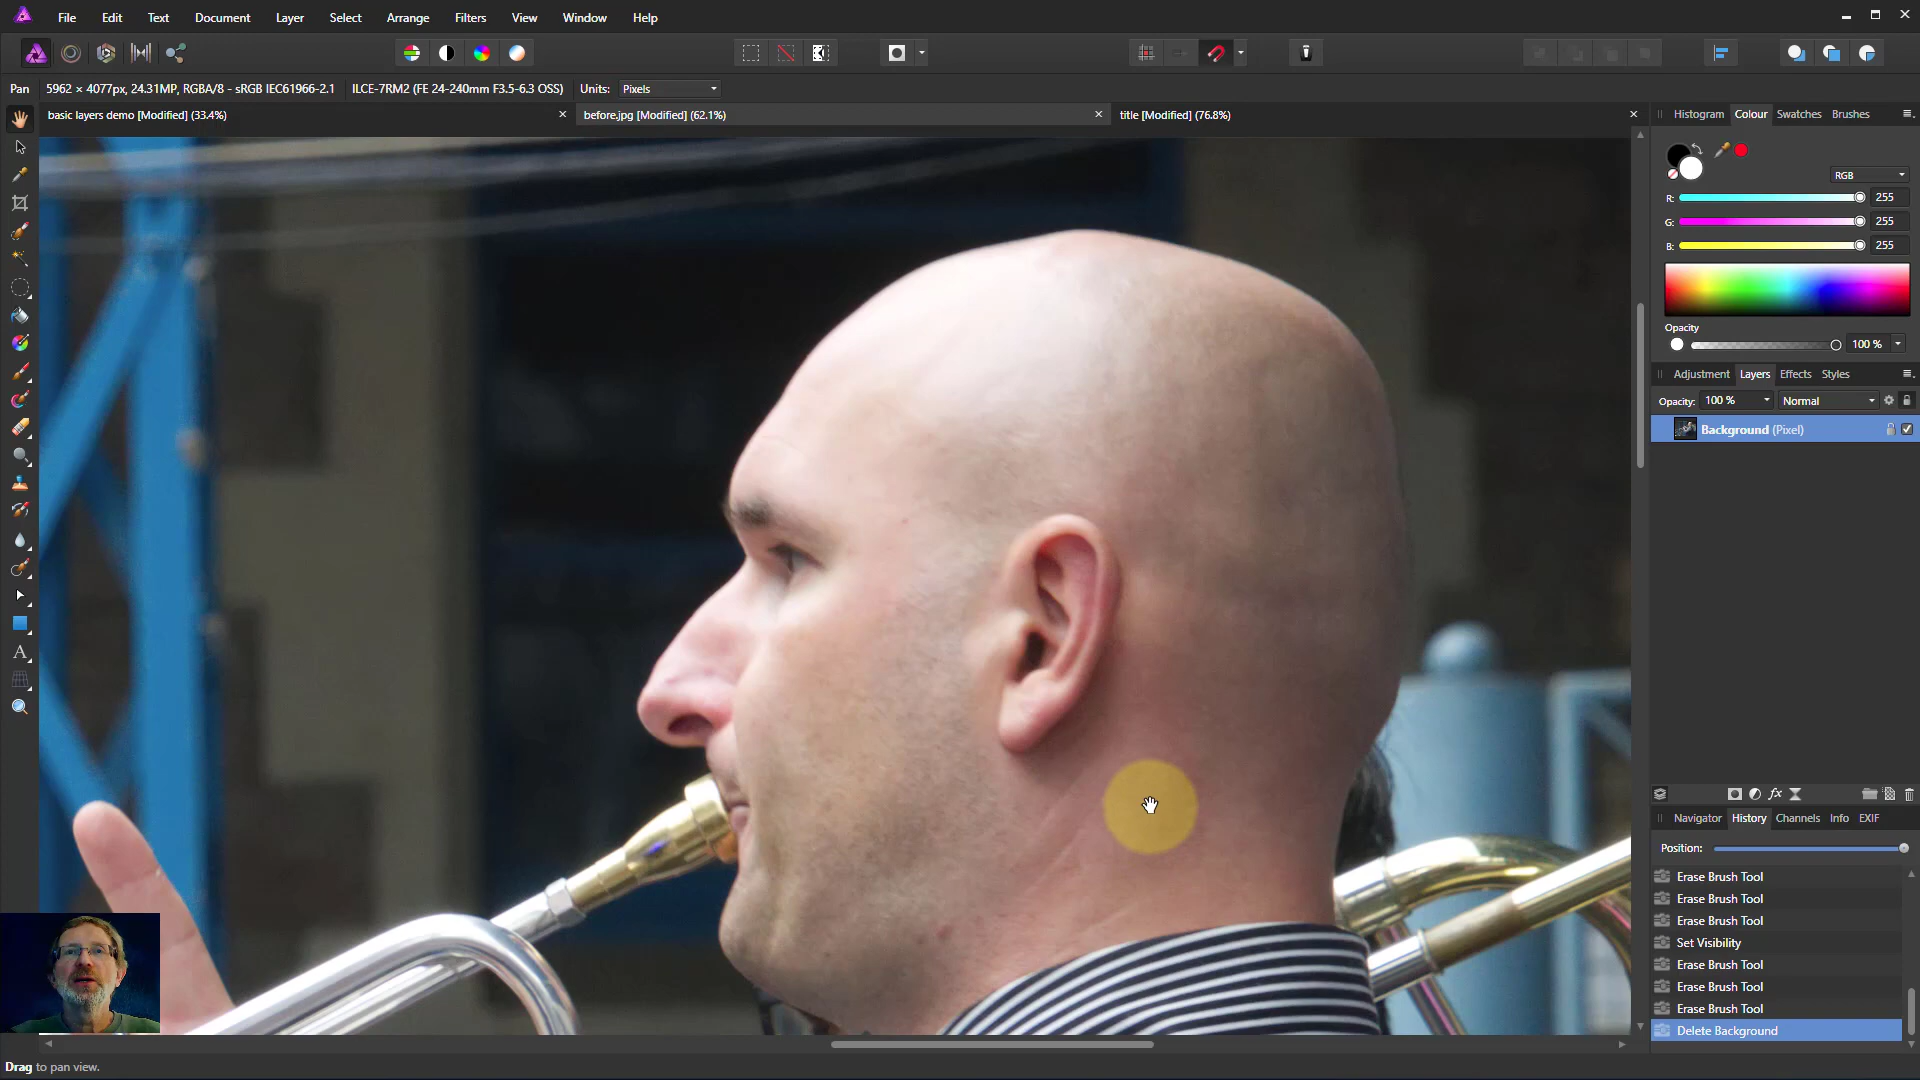 File Edit Text Document Layer Select Arrange Filters View Window Help
Pan 5962 × 4077px, 24.31MP, RGBA/8 - sRGB IEC61966-2.1 ILCE-7RM2 (FE 24-240mm F3.5-6.3 OSS) Units: Pixels
basic layers demo [Modified] (33.4%) before.jpg [Modified] (62.1%) title [Modified] (76.8%)
Histogram Colour Swatches Brushes
RGB
R: 255
G: 255
B: 255
Opacity
100 %
Adjustment Layers Effects Styles
Opacity: 100 % Normal
Background (Pixel)
Navigator History Channels Info EXIF
Position:
Erase Brush Tool
Erase Brush Tool
Erase Brush Tool
Set Visibility
Erase Brush Tool
Erase Brush Tool
Erase Brush Tool
Delete Background
Drag to pan view.